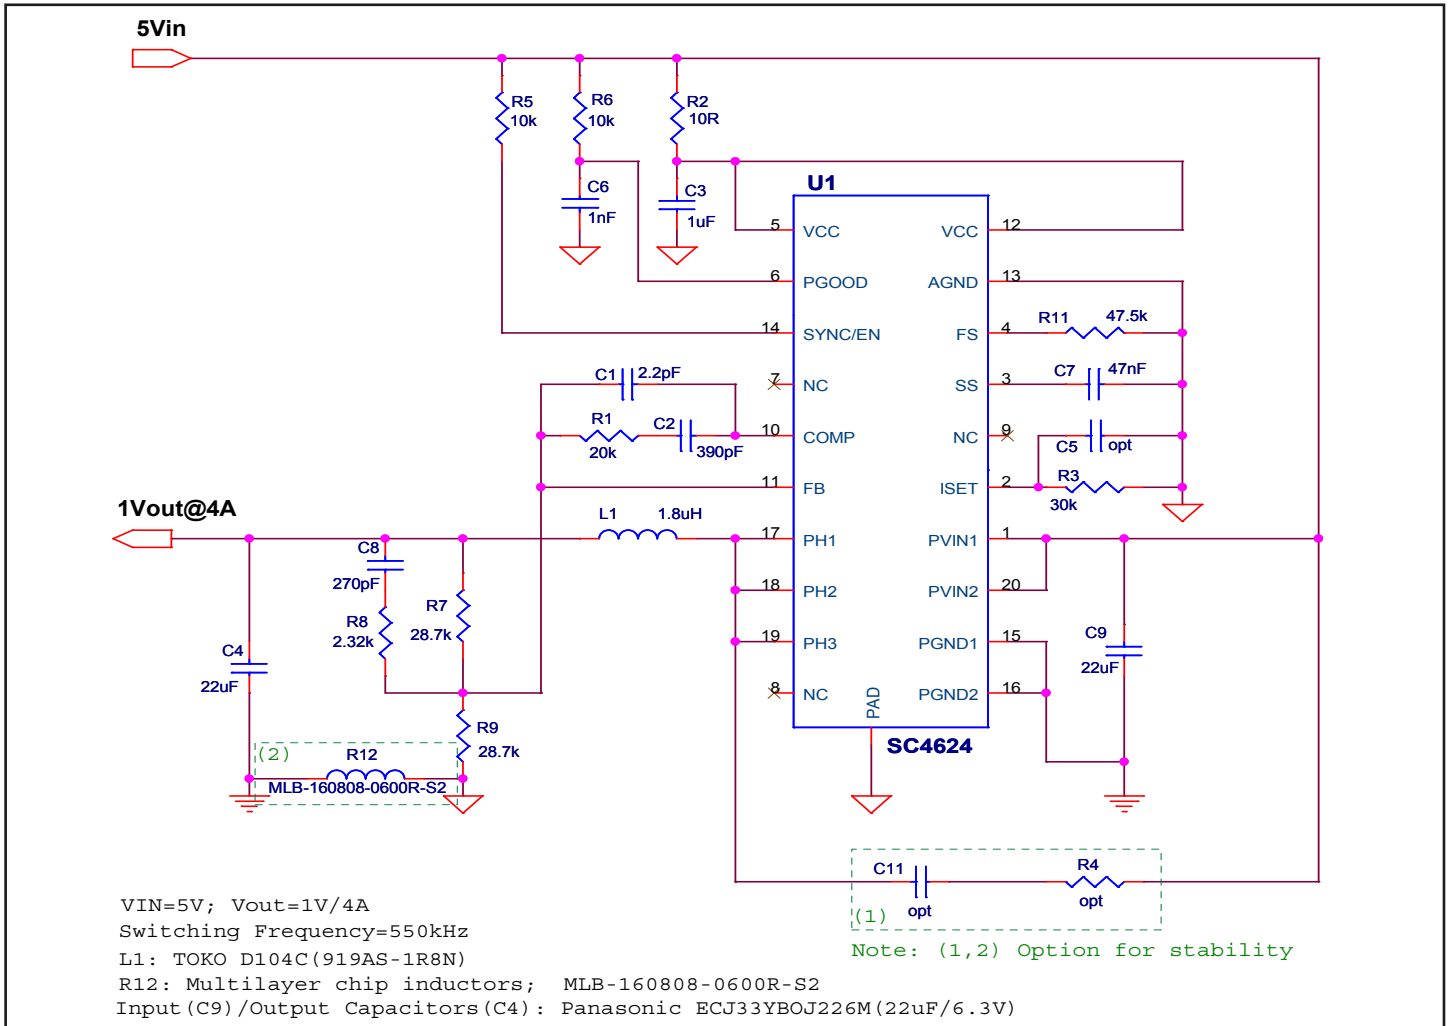 5Vin
R5
10k
R6
10k
R2
10R
C6
1nF
C3
1uF
U1
5
VCC
VCC
12
6
PGOOD
AGND
13
14
SYNC/EN
FS
4
R11
47.5k
7
NC
SS
3
C7
47nF
C1
2.2pF
R1
20k
C2
390pF
10
COMP
NC
9
C5
opt
11
FB
ISET
2
R3
30k
1Vout@4A
L1
1.8uH
17
PH1
PVIN1
1
18
PH2
PVIN2
20
19
PH3
PGND1
15
8
NC
PGND2
16
PAD
SC4624
C8
270pF
R8
2.32k
R7
28.7k
C4
22uF
C9
22uF
R9
28.7k
(2)
R12
MLB-160808-0600R-S2
C11
opt
R4
opt
(1)
Note: (1,2) Option for stability
VIN=5V; Vout=1V/4A
Switching Frequency=550kHz
L1: TOKO D104C(919AS-1R8N)
R12: Multilayer chip inductors; MLB-160808-0600R-S2
Input(C9)/Output Capacitors(C4): Panasonic ECJ33YBOJ226M(22uF/6.3V)